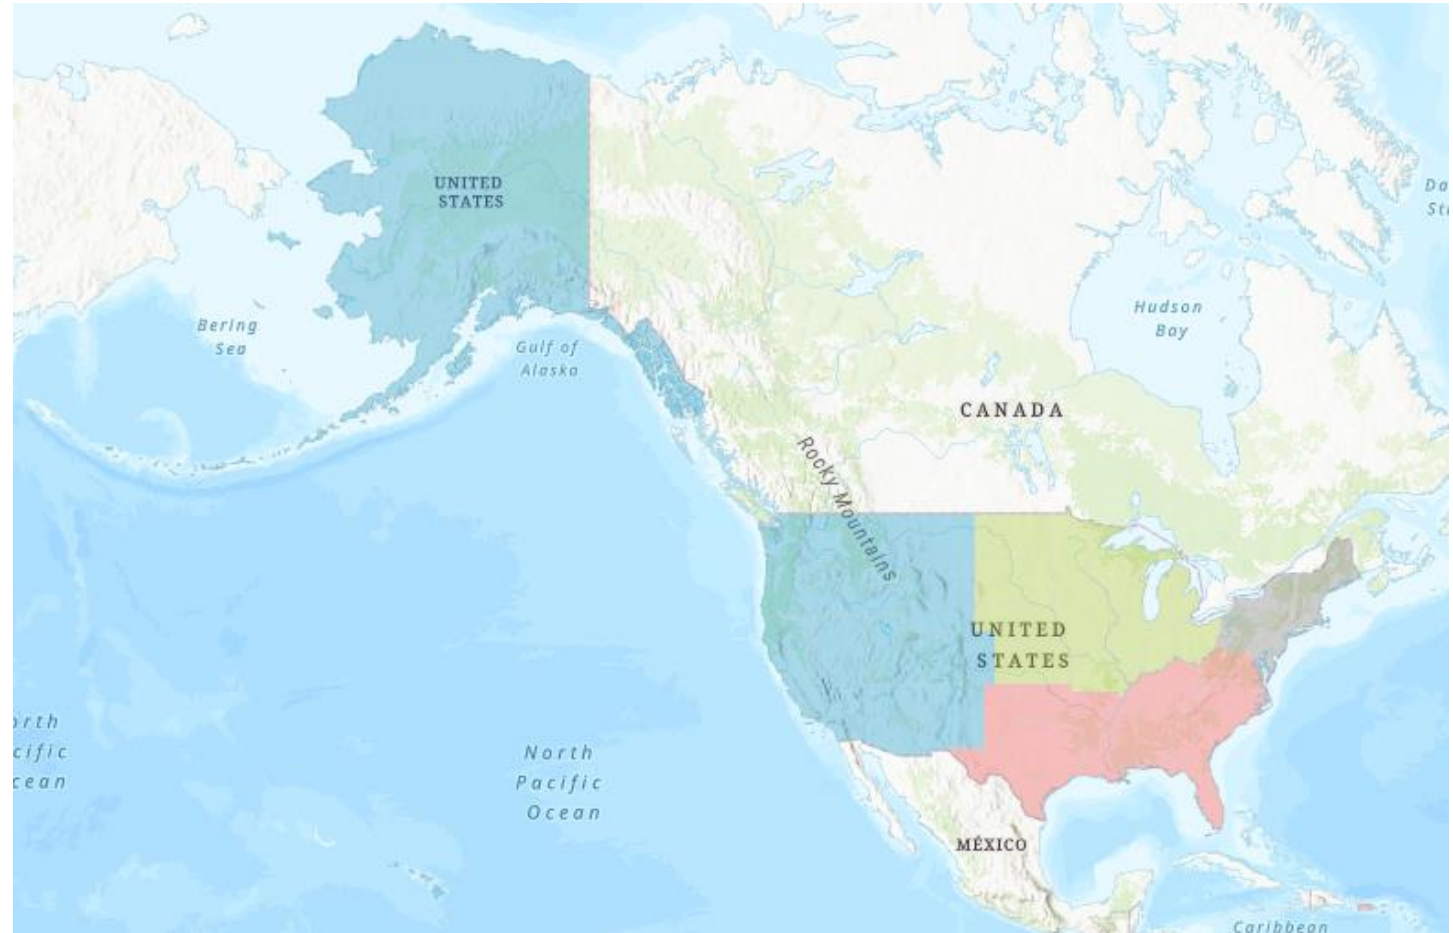 UNITED
STATES
Bering
Sea
Gulf of
Alaska
Hudson
Bay
CANADA
Rocky Mountains
UNITED
STATES
North
Pacific
Ocean
MÉXICO
Caribbean